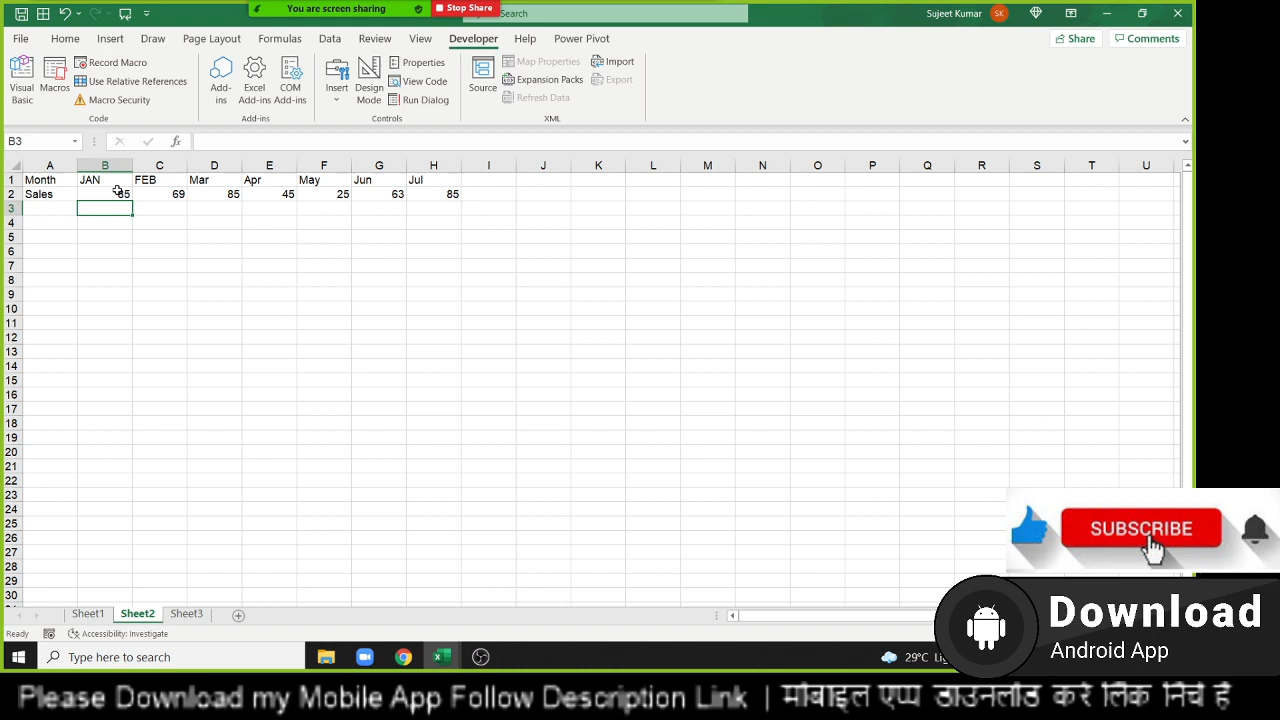 You are screen sharing
Stop Share
Search
Sujeet Kumar
SK
File Home Insert Draw Page Layout Formulas Data Review View Developer Help Power Pivot
Share
Comments
Visual Basic
Macros
Record Macro
Use Relative References
Macro Security
Code
Add-ins
Excel Add-ins
COM Add-ins
Add-ins
Insert
Design Mode
Properties
View Code
Run Dialog
Controls
Source
Map Properties
Expansion Packs
Refresh Data
Import
Export
XML
B3
fx
A B C D E F G H I J K L M N O P Q R S T U
1 Month JAN FEB Mar Apr May Jun Jul
2 Sales 85 69 85 45 25 63 85
3
4
5
6
7
8
9
10
11
12
13
14
15
16
17
18
19
20
21
22
23
24
25
26
27
28
29
30
SUBSCRIBE
Sheet1 Sheet2 Sheet3
Download
Android App
Ready
Accessibility: Investigate
Type here to search
29°C
Please Download my Mobile App Follow Description Link | मोबाइल एप्प डाउनलोड करे लिंक निचे है